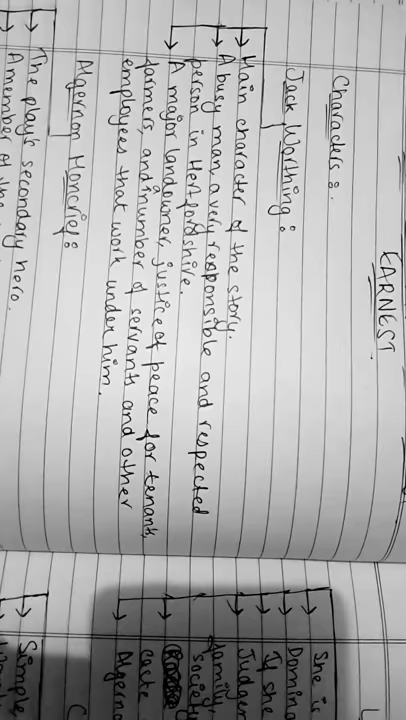 EARNEST
Characters :
Jack Worthing :
→ Main character of the story.
→ A busy man, a very responsible and respected
person in Hertfordshire.
→ A major landowner, justice of peace for tenants,
farmers, and number of servants and other
employees that work under him.
Algernon Moncrief :
→ The play's secondary hero.
→ A member of the
→ She is
→ Domin
→ If she
→ Judge
family,
society
→
caste
→ Algern
C
→ Simple